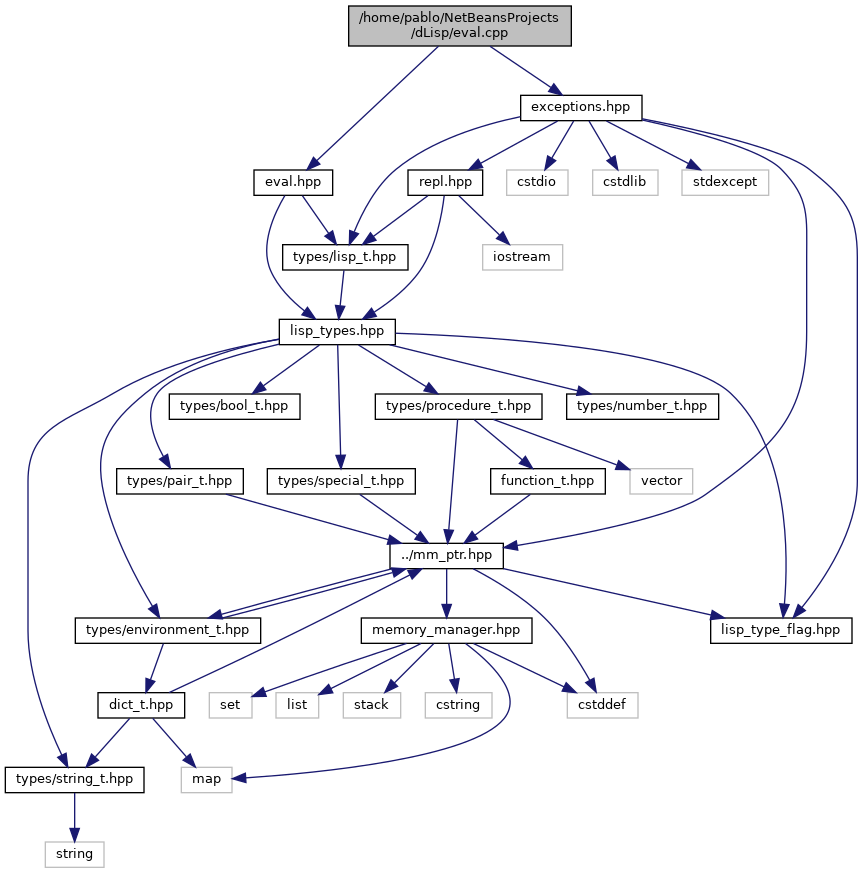 /home/pablo/NetBeansProjects
/dLisp/eval.cpp
exceptions.hpp
eval.hpp
repl.hpp
cstdio
cstdlib
stdexcept
types/lisp_t.hpp
iostream
lisp_types.hpp
types/bool_t.hpp
types/procedure_t.hpp
types/number_t.hpp
types/pair_t.hpp
types/special_t.hpp
function_t.hpp
vector
../mm_ptr.hpp
types/environment_t.hpp
memory_manager.hpp
lisp_type_flag.hpp
dict_t.hpp
set
list
stack
cstring
cstddef
types/string_t.hpp
map
string